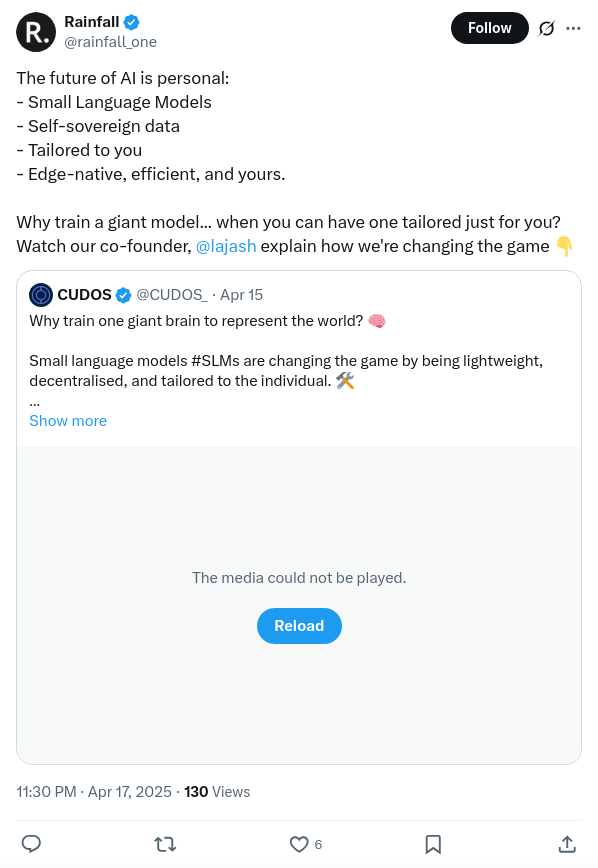 R.
Rainfall
@rainfall_one
Follow
The future of AI is personal:
- Small Language Models
- Self-sovereign data
- Tailored to you
- Edge-native, efficient, and yours.
Why train a giant model... when you can have one tailored just for you?
Watch our co-founder, @lajash explain how we're changing the game 👇
CUDOS @CUDOS_ · Apr 15
Why train one giant brain to represent the world? 🧠
Small language models #SLMs are changing the game by being lightweight,
decentralised, and tailored to the individual. 🛠️
...
Show more
The media could not be played.
Reload
11:30 PM · Apr 17, 2025 · 130 Views
6